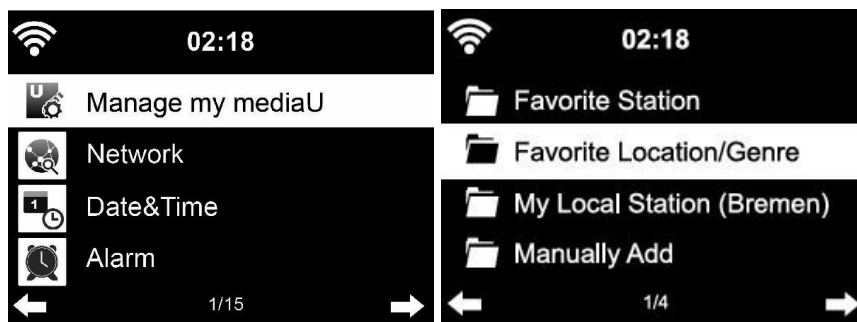 02:18
U
Manage my mediaU
Network
1
Date&Time
Alarm
1/15
02:18
Favorite Station
Favorite Location/Genre
My Local Station (Bremen)
Manually Add
1/4